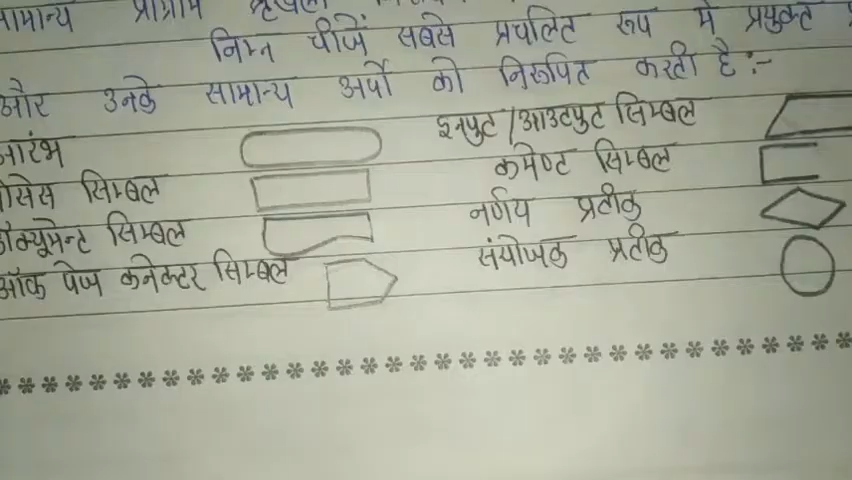 सामान्य प्रोग्राम
निम्न चीजें सबसे प्रचलित रूप में प्रयुक्त
और उनके सामान्य अर्थों को निरूपित करती है :-
आरंभ
इनपुट/आउटपुट सिम्बल
प्रोसेस सिम्बल
कमेण्ट सिम्बल
डॉक्यूमेन्ट सिम्बल
नर्णय प्रतीक
ऑफ पेज कनेक्टर सिम्बल
संयोजक प्रतीक